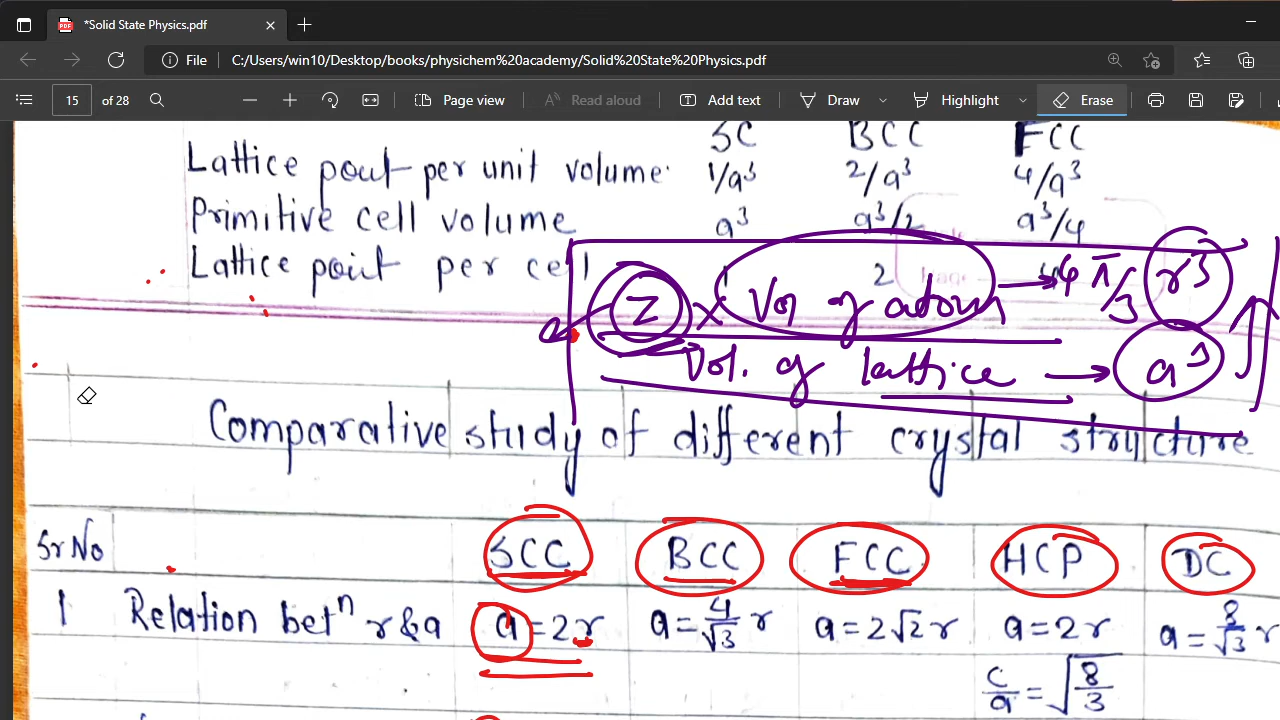 *Solid State Physics.pdf
File C:/Users/win10/Desktop/books/physichem%20academy/Solid%20State%20Physics.pdf
15 of 28 Page view Read aloud Add text Draw Highlight Erase
SC BCC FCC
Lattice point per unit volume 1/a³ 2/a³ 4/a³
Primitive cell volume a³ a³/2 a³/4
Lattice point per cell 2
Z × Vol of atom → 4 π/3 r³
Vol. of lattice → a³
Comparative study of different crystal structure
Sr No SCC BCC FCC HCP DC
1 Relation betⁿ r & a a = 2r a = 4/√3 r a = 2√2 r a = 2r a = 8/√3 r
c/a = √8/3